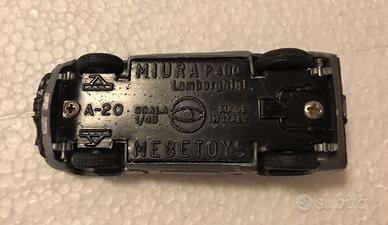 MIURA P400
Lamborghini
A-20
SCALA
1/43
MADE
IN ITALY
MEBETOYS
subito